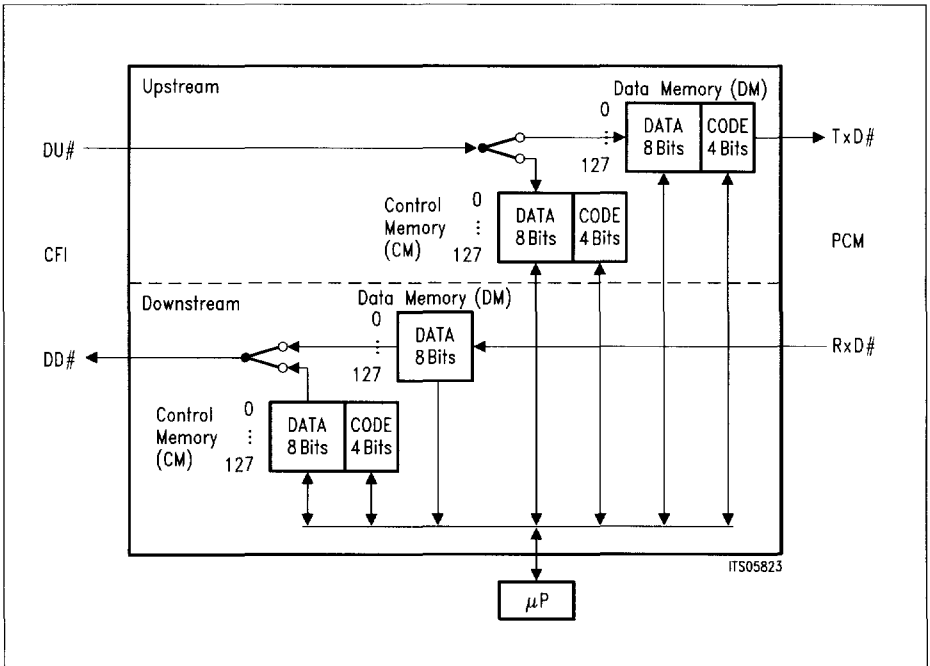 Upstream
Data Memory (DM)
0
⋮
127
DATA
8 Bits
CODE
4 Bits
DU#
TxD#
Control
Memory
(CM)
0
⋮
127
DATA
8 Bits
CODE
4 Bits
CFI
PCM
Downstream
Data Memory (DM)
0
⋮
127
DATA
8 Bits
DD#
RxD#
Control
Memory
(CM)
0
⋮
127
DATA
8 Bits
CODE
4 Bits
ITS05823
μP